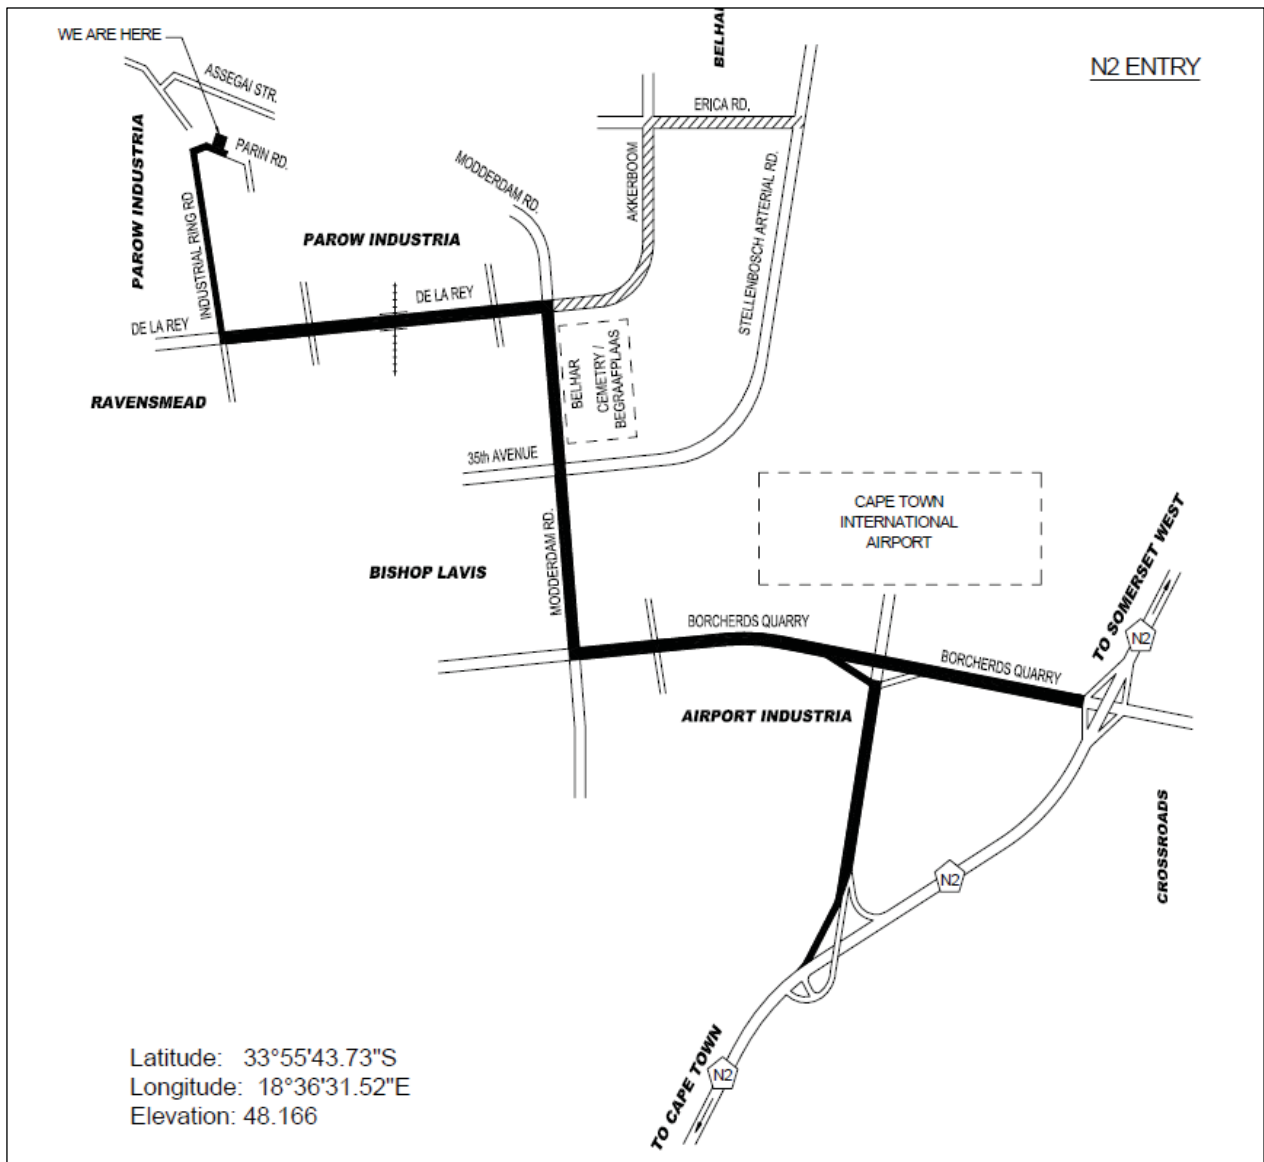 WE ARE HERE
BELHAR
N2 ENTRY
ASSEGAI STR.
ERICA RD.
PARIN RD.
MODDERDAM RD.
AKKERBOOM
PAROW INDUSTRIA
INDUSTRIAL RING RD
PAROW INDUSTRIA
STELLENBOSCH ARTERIAL RD.
DE LA REY
DE LA REY
BELHAR
CEMETRY /
BEGRAAFPLAAS
RAVENSMEAD
35th AVENUE
CAPE TOWN
INTERNATIONAL
AIRPORT
TO SOMERSET WEST
MODDERDAM RD.
BISHOP LAVIS
BORCHERDS QUARRY
N2
BORCHERDS QUARRY
AIRPORT INDUSTRIA
CROSSROADS
N2
TO CAPE TOWN
N2
Latitude: 33°55'43.73"S
Longitude: 18°36'31.52"E
Elevation: 48.166